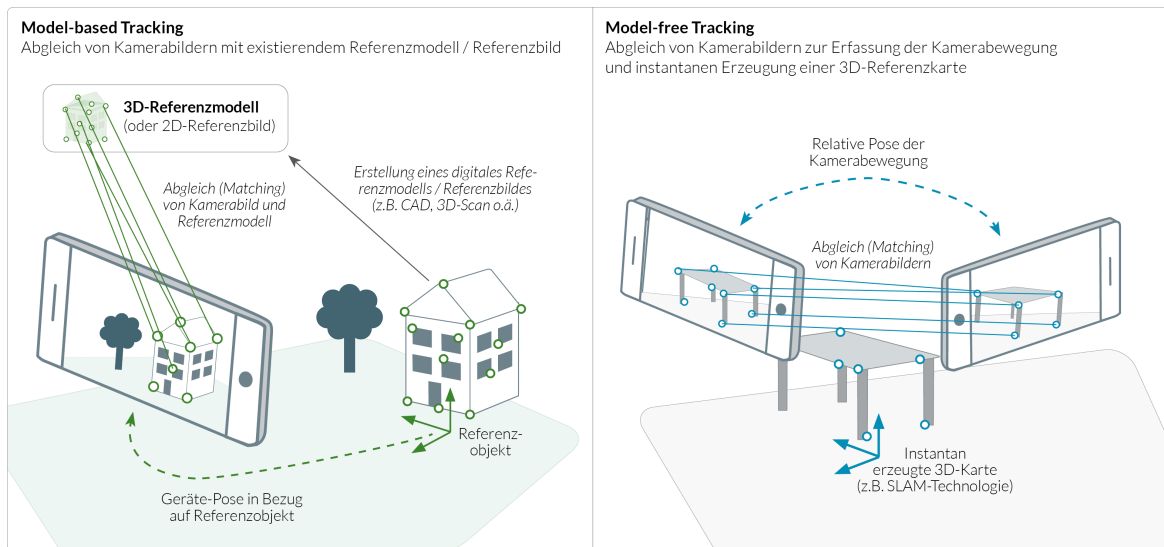 Model-based Tracking
Abgleich von Kamerabildern mit existierendem Referenzmodell / Referenzbild
3D-Referenzmodell
(oder 2D-Referenzbild)
Abgleich (Matching)
von Kamerabild und
Referenzmodell
Erstellung eines digitales Refe-
renzmodells / Referenzbildes
(z.B. CAD, 3D-Scan o.ä.)
Referenz-
objekt
Geräte-Pose in Bezug
auf Referenzobjekt
Model-free Tracking
Abgleich von Kamerabildern zur Erfassung der Kamerabewegung
und instantanen Erzeugung einer 3D-Referenzkarte
Relative Pose der
Kamerabewegung
Abgleich (Matching)
von Kamerabildern
Instantan
erzeugte 3D-Karte
(z.B. SLAM-Technologie)